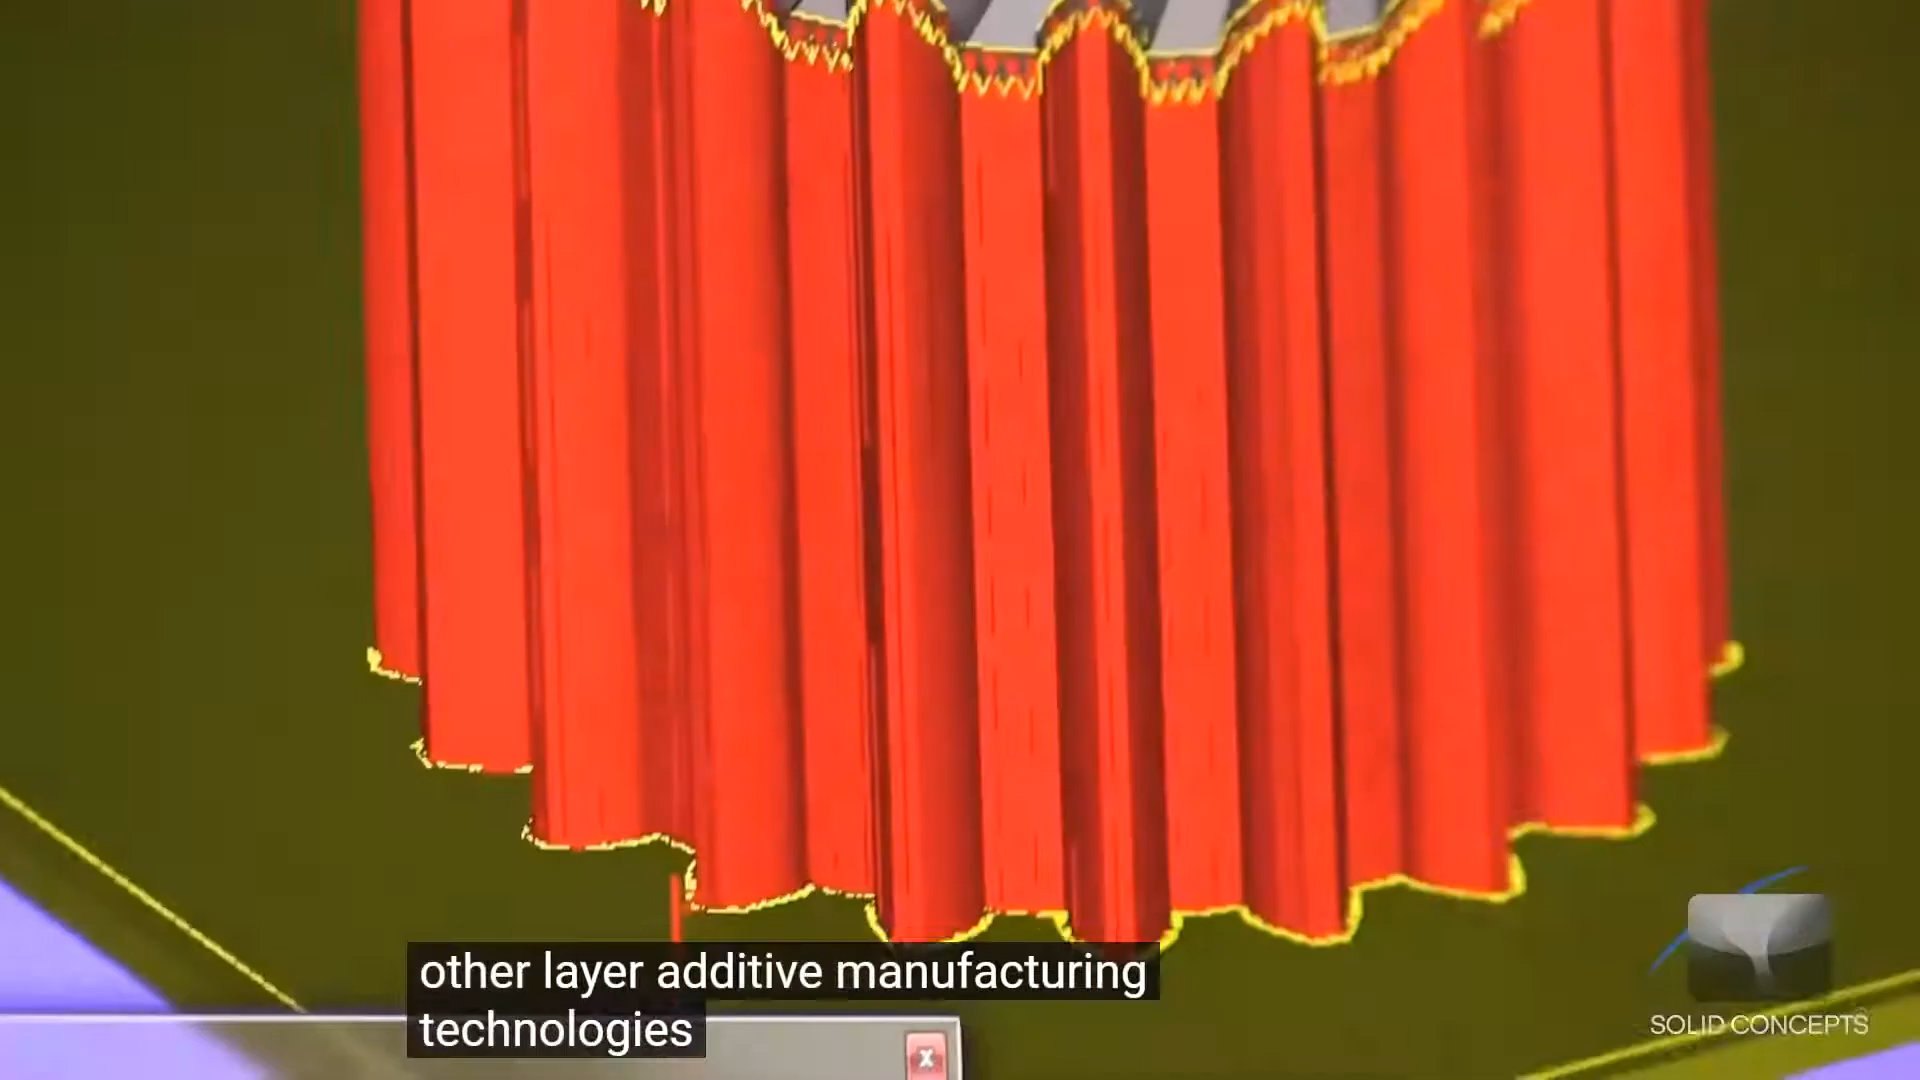 other layer additive manufacturing
technologies
x
SOLID CONCEPTS